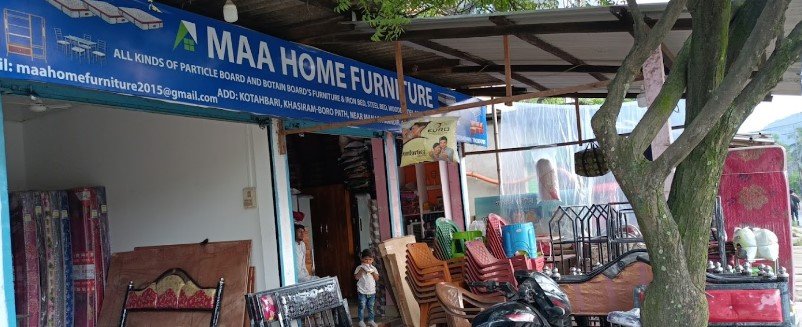 MAA HOME FURNITURE
ALL KINDS OF PARTICLE BOARD AND BOTAIN BOARD'S FURNITURE & IRON BED, STEEL BED,
il: maahomefurniture2015@gmail.com ADD: KOTAHBARI, KHASIRAM-BORO PATH, NEAR
EURO